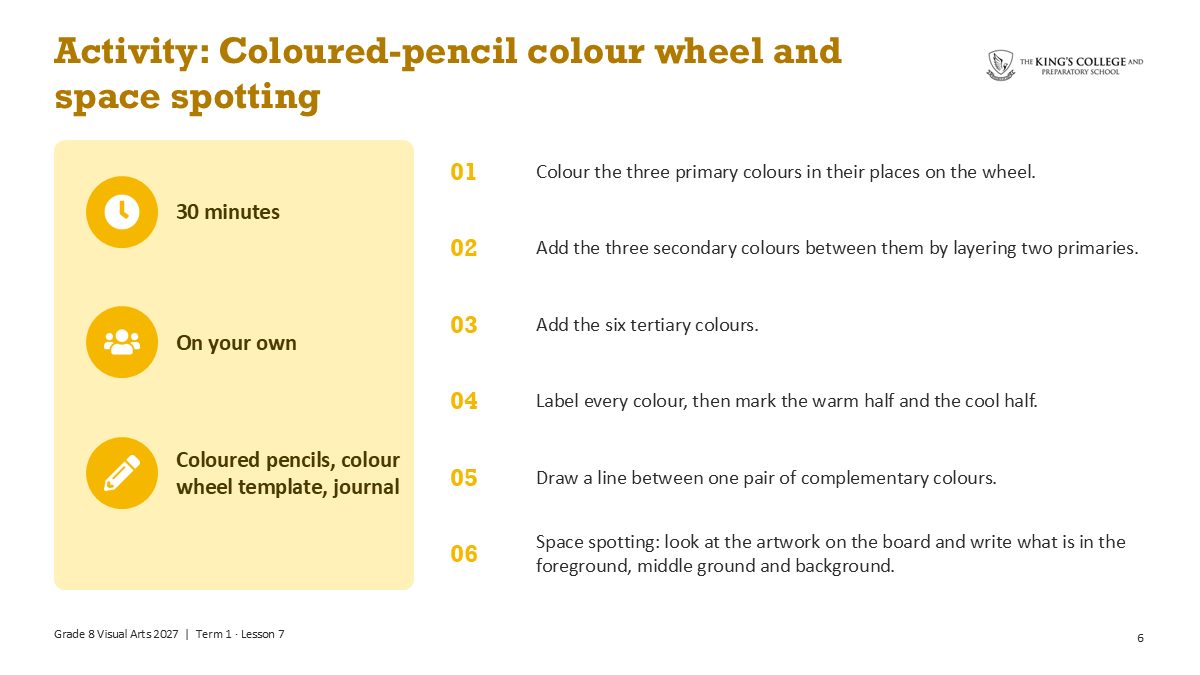 Activity: Coloured-pencil colour wheel and
space spotting
THE KING'S COLLEGE AND
PREPARATORY SCHOOL
30 minutes
On your own
Coloured pencils, colour
wheel template, journal
01
Colour the three primary colours in their places on the wheel.
02
Add the three secondary colours between them by layering two primaries.
03
Add the six tertiary colours.
04
Label every colour, then mark the warm half and the cool half.
05
Draw a line between one pair of complementary colours.
06
Space spotting: look at the artwork on the board and write what is in the
foreground, middle ground and background.
Grade 8 Visual Arts 2027 | Term 1 · Lesson 7
6